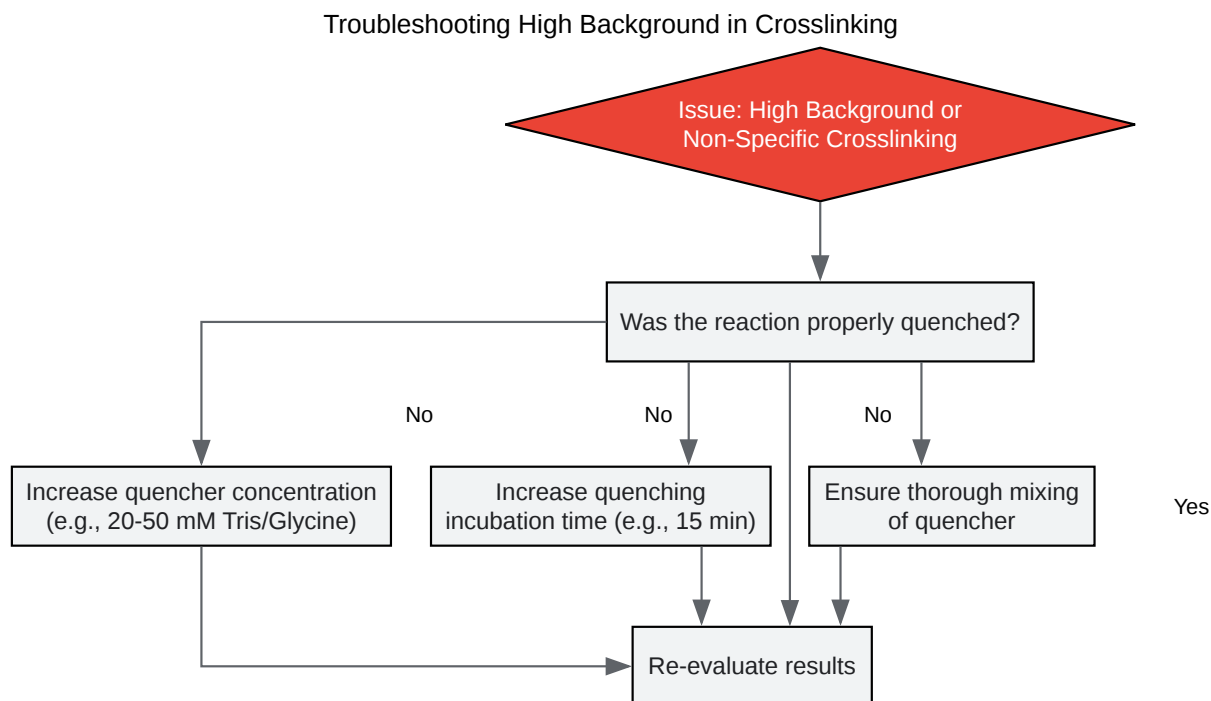 Troubleshooting High Background in Crosslinking
Issue: High Background or
Non-Specific Crosslinking
Was the reaction properly quenched?
No
No
No
Increase quencher concentration
(e.g., 20-50 mM Tris/Glycine)
Increase quenching
incubation time (e.g., 15 min)
Ensure thorough mixing
of quencher
Yes
Re-evaluate results